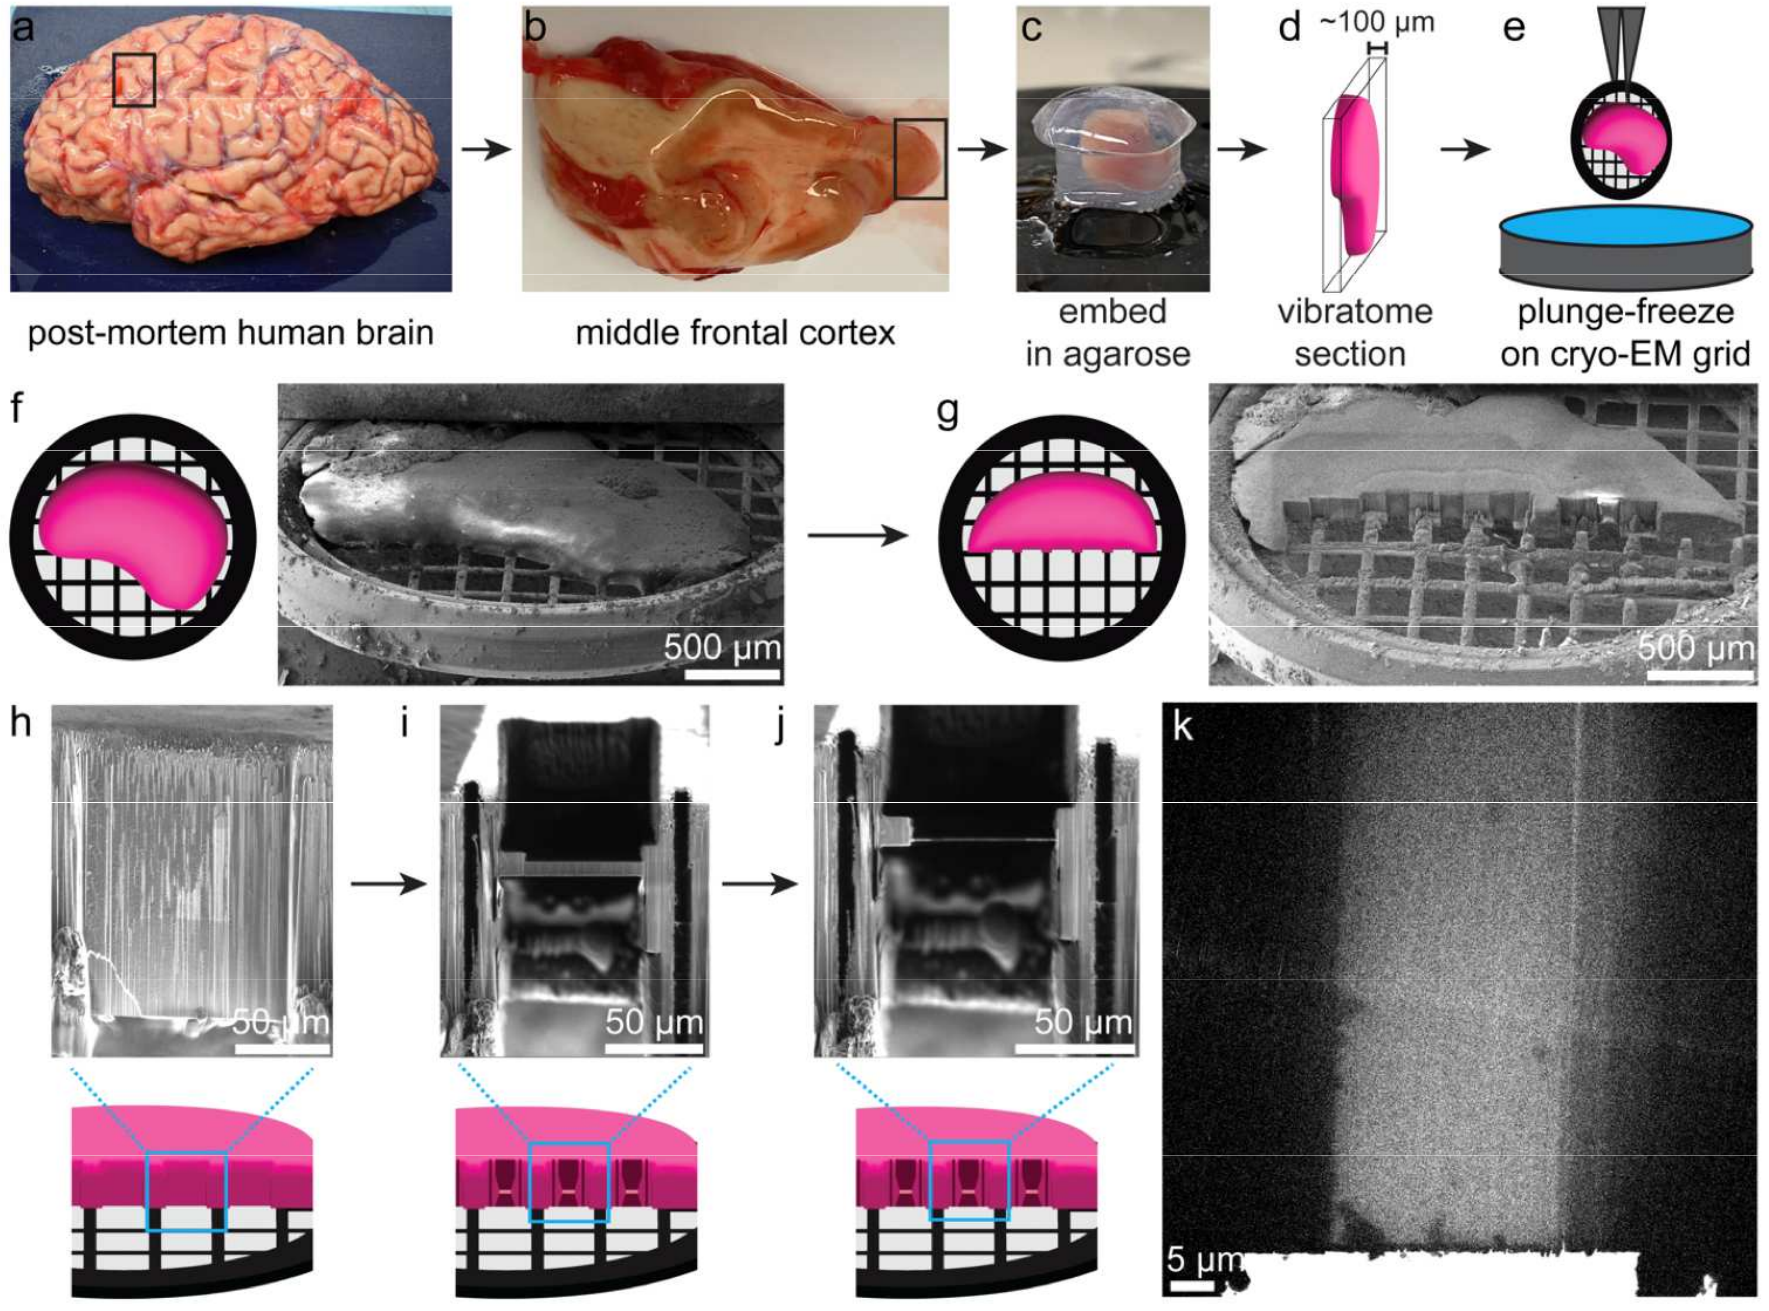 a
b
c
d
~100 µm
e
post-mortem human brain
middle frontal cortex
embed
in agarose
vibratome
section
plunge-freeze
on cryo-EM grid
f
500 µm
g
500 µm
h
50 µm
i
50 µm
j
50 µm
k
5 µm